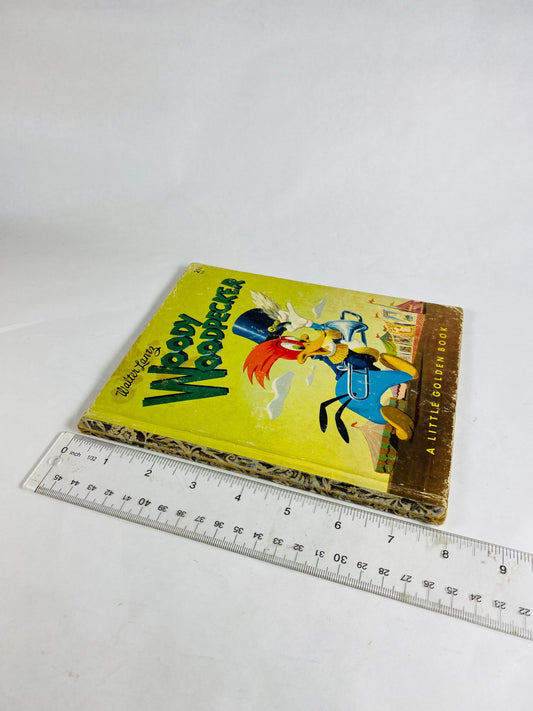 Walter Lantz
WOODY
WOODPECKER
A LITTLE GOLDEN BOOK
0 inch 1/32 1 2 3 4 5 6 7 8 9
45 44 43 42 41 40 39 38 37 36 35 34 33 32 31 30 29 28 27 26 25 24 23 22